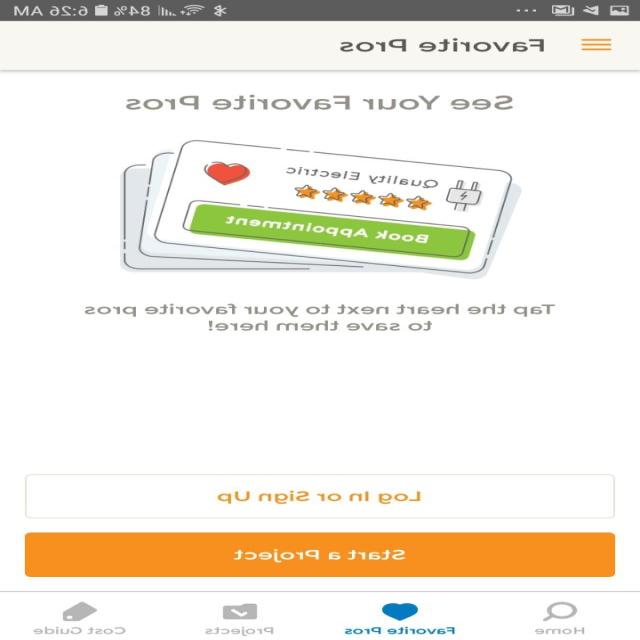 84% 6:26 AM
Favorite Pros
See Your Favorite Pros
Quality Electric
Book Appointment
Tap the heart next to your favorite pros
to save them here!
Log In or Sign Up
Start a Project
Home Favorite Pros Projects Cost Guide